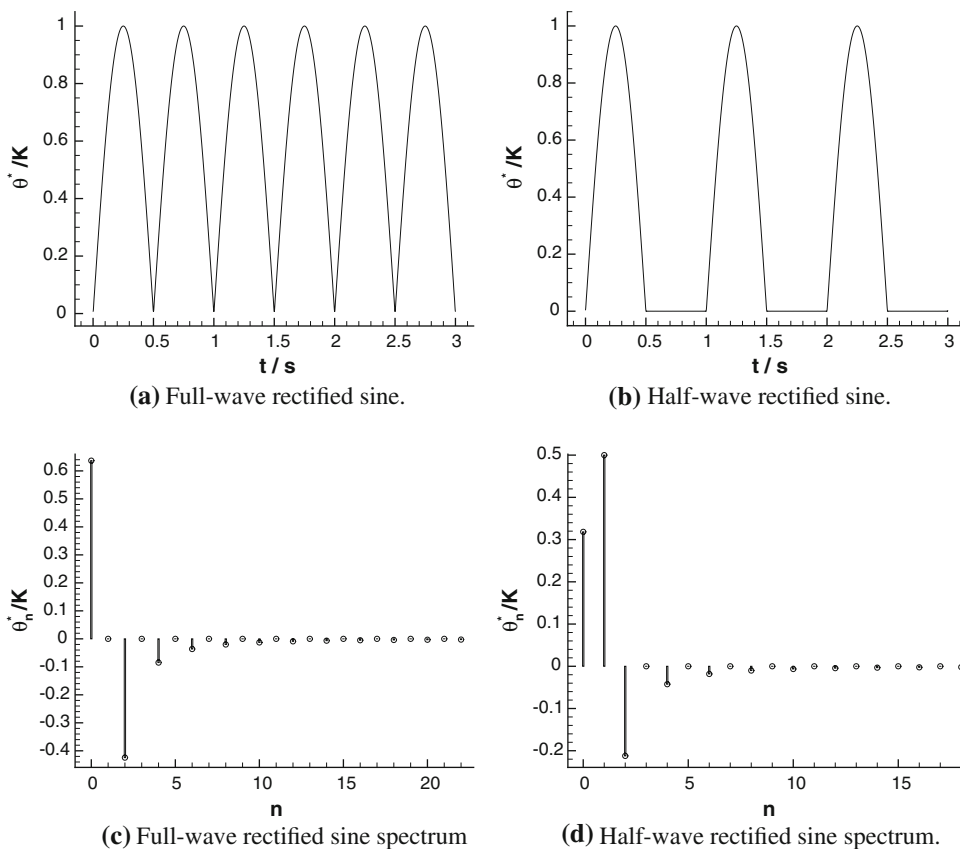 1
0.8
0.6
0.4
0.2
0
θ* /K
0 0.5 1 1.5 2 2.5 3
t / s
(a) Full-wave rectified sine.
1
0.8
0.6
0.4
0.2
0
θ* /K
0 0.5 1 1.5 2 2.5 3
t / s
(b) Half-wave rectified sine.
0.6
0.5
0.4
0.3
0.2
0.1
0
-0.1
-0.2
-0.3
-0.4
θ*n /K
0 5 10 15 20
n
(c) Full-wave rectified sine spectrum
0.5
0.4
0.3
0.2
0.1
0
-0.1
-0.2
θ*n /K
0 5 10 15
n
(d) Half-wave rectified sine spectrum.